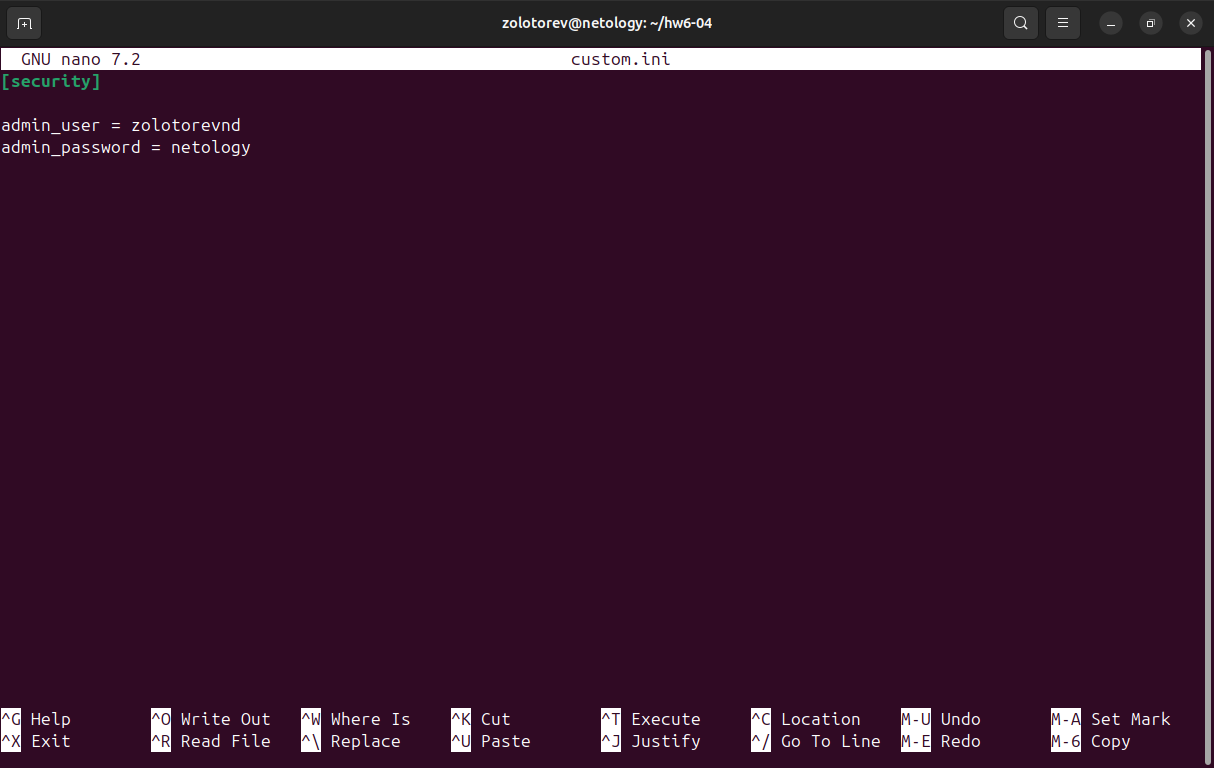 zolotorev@netology: ~/hw6-04
GNU nano 7.2 custom.ini
[security]
admin_user = zolotorevnd
admin_password = netology
^G Help ^O Write Out ^W Where Is ^K Cut ^T Execute ^C Location M-U Undo M-A Set Mark
^X Exit ^R Read File ^\ Replace ^U Paste ^J Justify ^/ Go To Line M-E Redo M-6 Copy